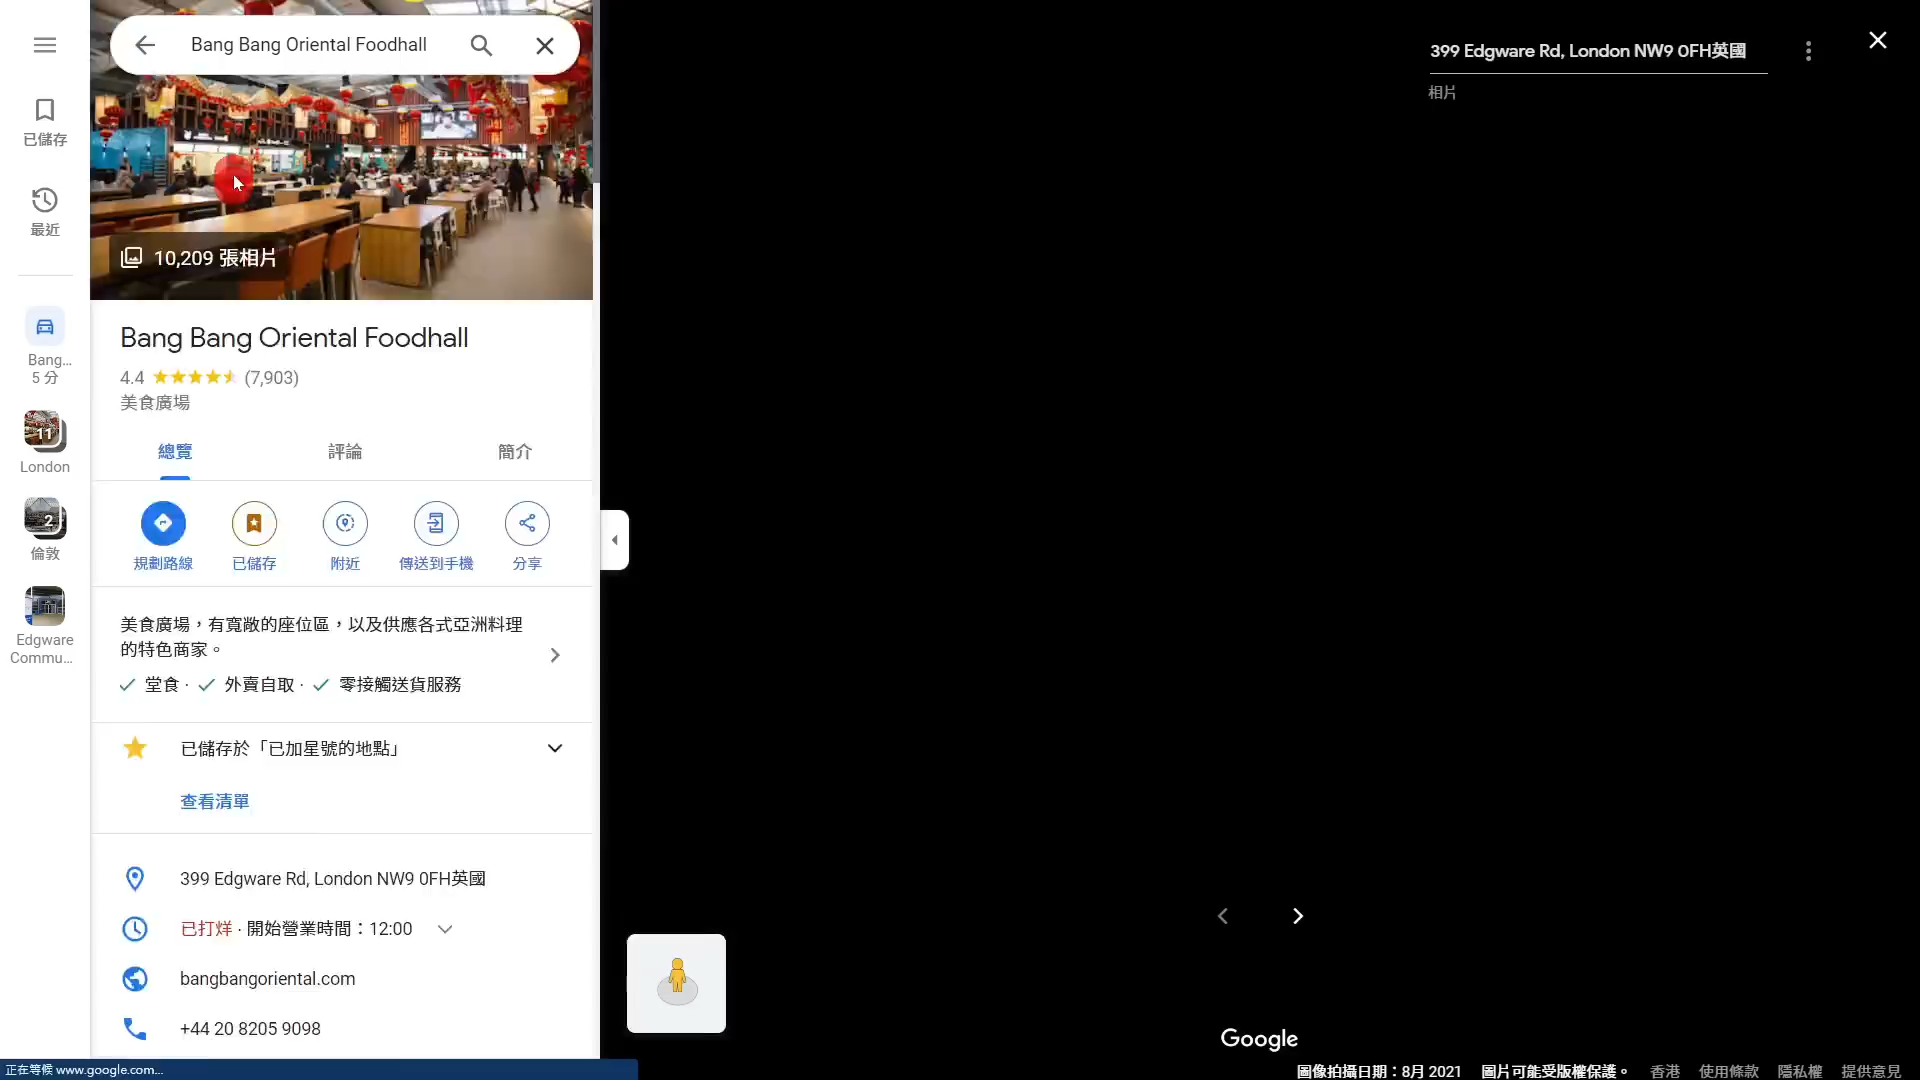 Bang Bang Oriental Foodhall
10,209 張相片
已儲存
最近
Bang...
5 分
11
London
2
倫敦
Edgware
Commu...
Bang Bang Oriental Foodhall
4.4 (7,903)
美食廣場
總覽 評論 簡介
規劃路線 已儲存 附近 傳送到手機 分享
美食廣場，有寬敞的座位區，以及供應各式亞洲料理
的特色商家。
堂食 · 外賣自取 · 零接觸送貨服務
已儲存於「已加星號的地點」
查看清單
399 Edgware Rd, London NW9 0FH英國
已打烊 · 開始營業時間：12:00
bangbangoriental.com
+44 20 8205 9098
正在等候 www.google.com...
399 Edgware Rd, London NW9 0FH英國
相片
Google
圖像拍攝日期：8月 2021 圖片可能受版權保護。 香港 使用條款 隱私權 提供意見